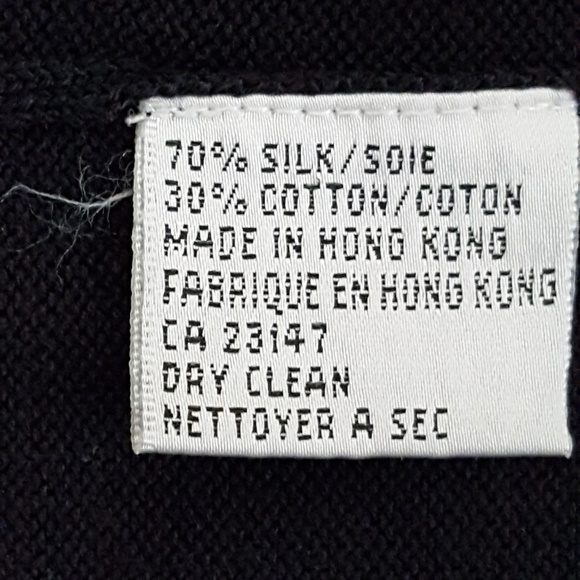 70% SILK/SOIE
30% COTTON/COTON
MADE IN HONG KONG
FABRIQUE EN HONG KONG
CA 23147
DRY CLEAN
NETTOYER A SEC